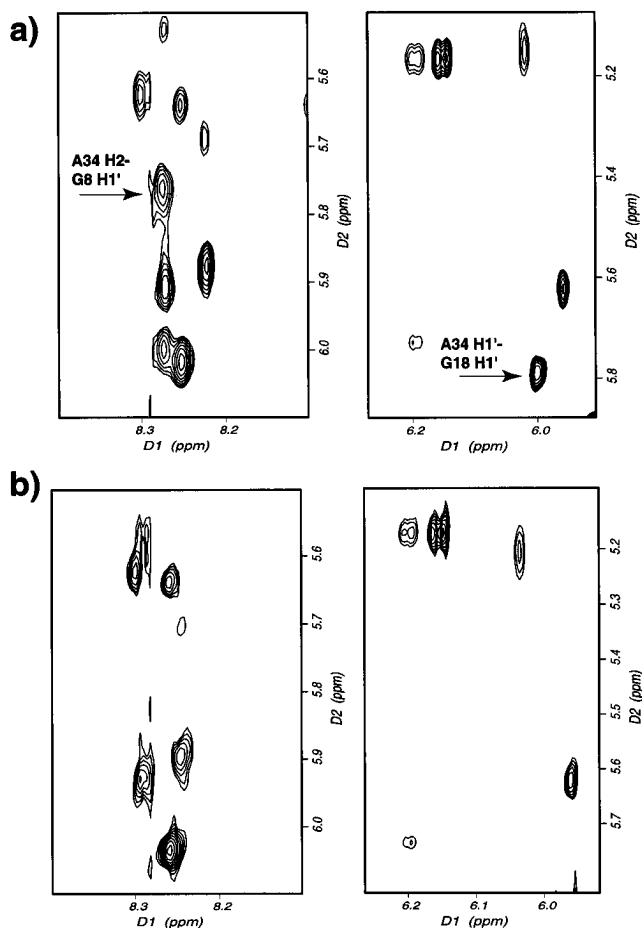 a)
A34 H2-
G8 H1'
5.6
5.7
5.8
5.9
6.0
D2 (ppm)
8.3
8.2
D1 (ppm)
5.2
5.4
5.6
5.8
D2 (ppm)
A34 H1'-
G18 H1'
6.2
6.0
D1 (ppm)
b)
5.6
5.7
5.8
5.9
6.0
D2 (ppm)
8.3
8.2
D1 (ppm)
5.2
5.3
5.4
5.5
5.6
5.7
D2 (ppm)
6.2
6.1
6.0
D1 (ppm)